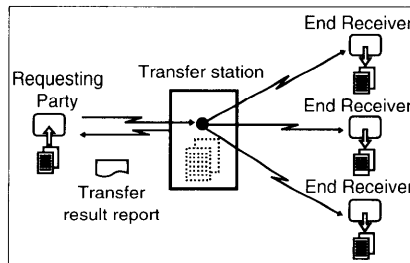 End Receiver
Transfer station
Requesting
Party
End Receiver
Transfer
result report
End Receiver